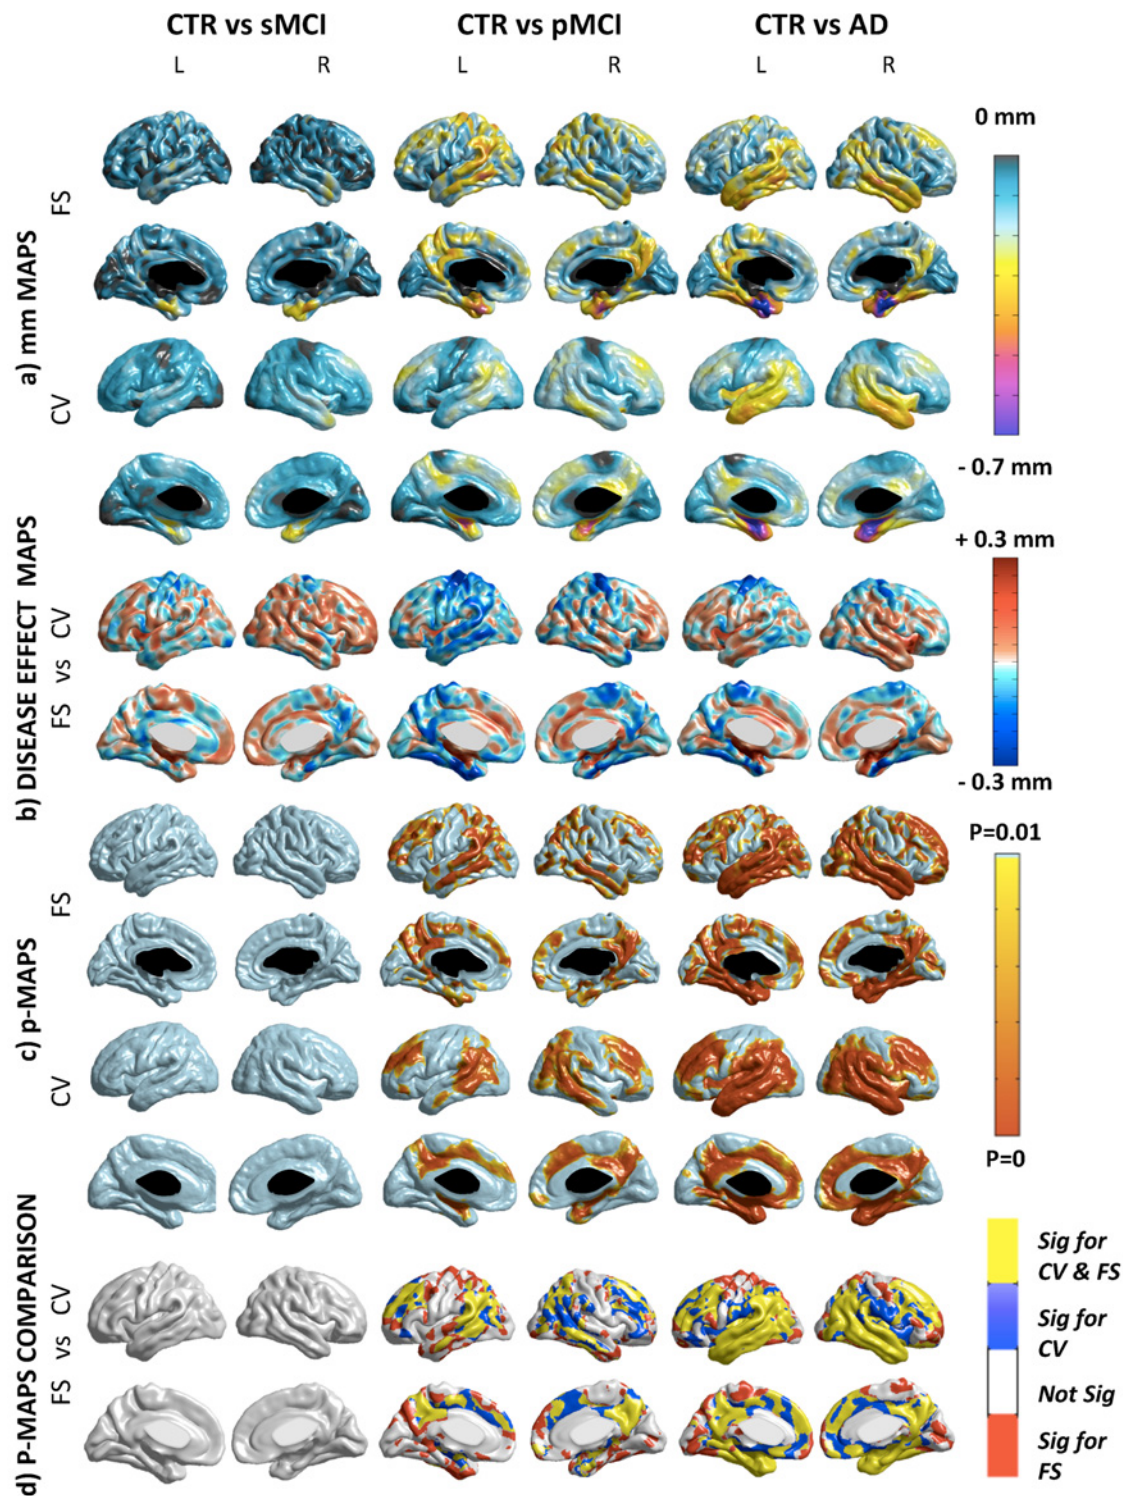 CTR vs sMCI CTR vs pMCI CTR vs AD
L R L R L R
a) mm MAPS
FS
CV
0 mm
- 0.7 mm
b) DISEASE EFFECT MAPS
FS vs CV
+ 0.3 mm
- 0.3 mm
c) p-MAPS
FS
CV
P=0.01
P=0
d) P-MAPS COMPARISON
FS vs CV
Sig for
CV & FS
Sig for
CV
Not Sig
Sig for
FS